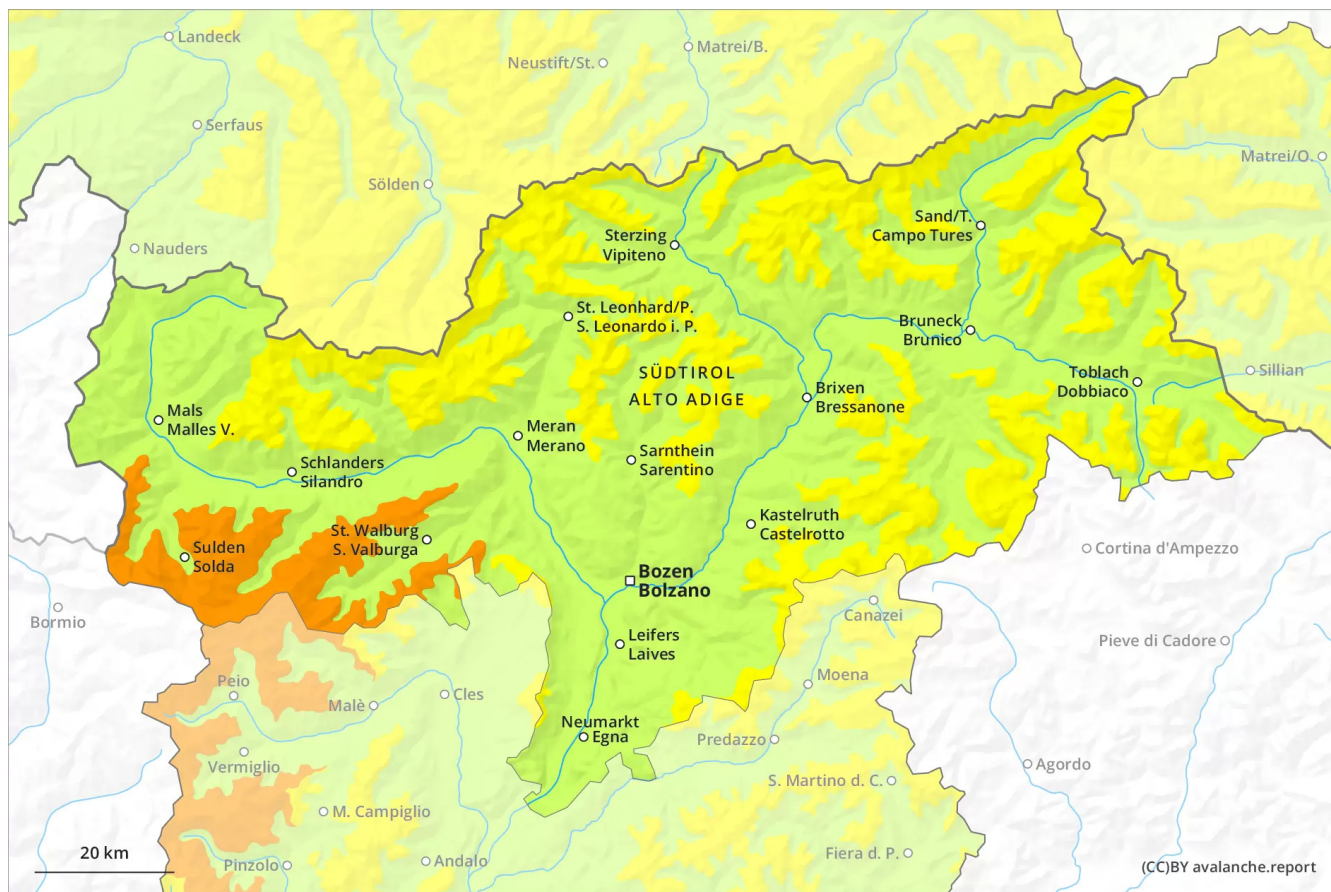 Landeck
Matrei/B.
Neustift/St.
Serfaus
Matrei/O.
Sölden
Sand/T.
Campo Tures
Sterzing
Vipiteno
Nauders
St. Leonhard/P.
S. Leonardo i. P.
Bruneck
Brunico
SÜDTIROL
ALTO ADIGE
Toblach
Dobbiaco
Sillian
Brixen
Bressanone
Mals
Malles V.
Meran
Merano
Sarnthein
Sarentino
Schlanders
Silandro
Kastelruth
Castelrotto
St. Walburg
S. Valburga
Sulden
Solda
Cortina d'Ampezzo
Bozen
Bolzano
Bormio
Canazei
Leifers
Laives
Pieve di Cadore
Peio
Moena
Cles
Malè
Neumarkt
Egna
Predazzo
Vermiglio
Agordo
S. Martino d. C.
M. Campiglio
20 km
Andalo
Fiera d. P.
Pinzolo
(CC)BY avalanche.report